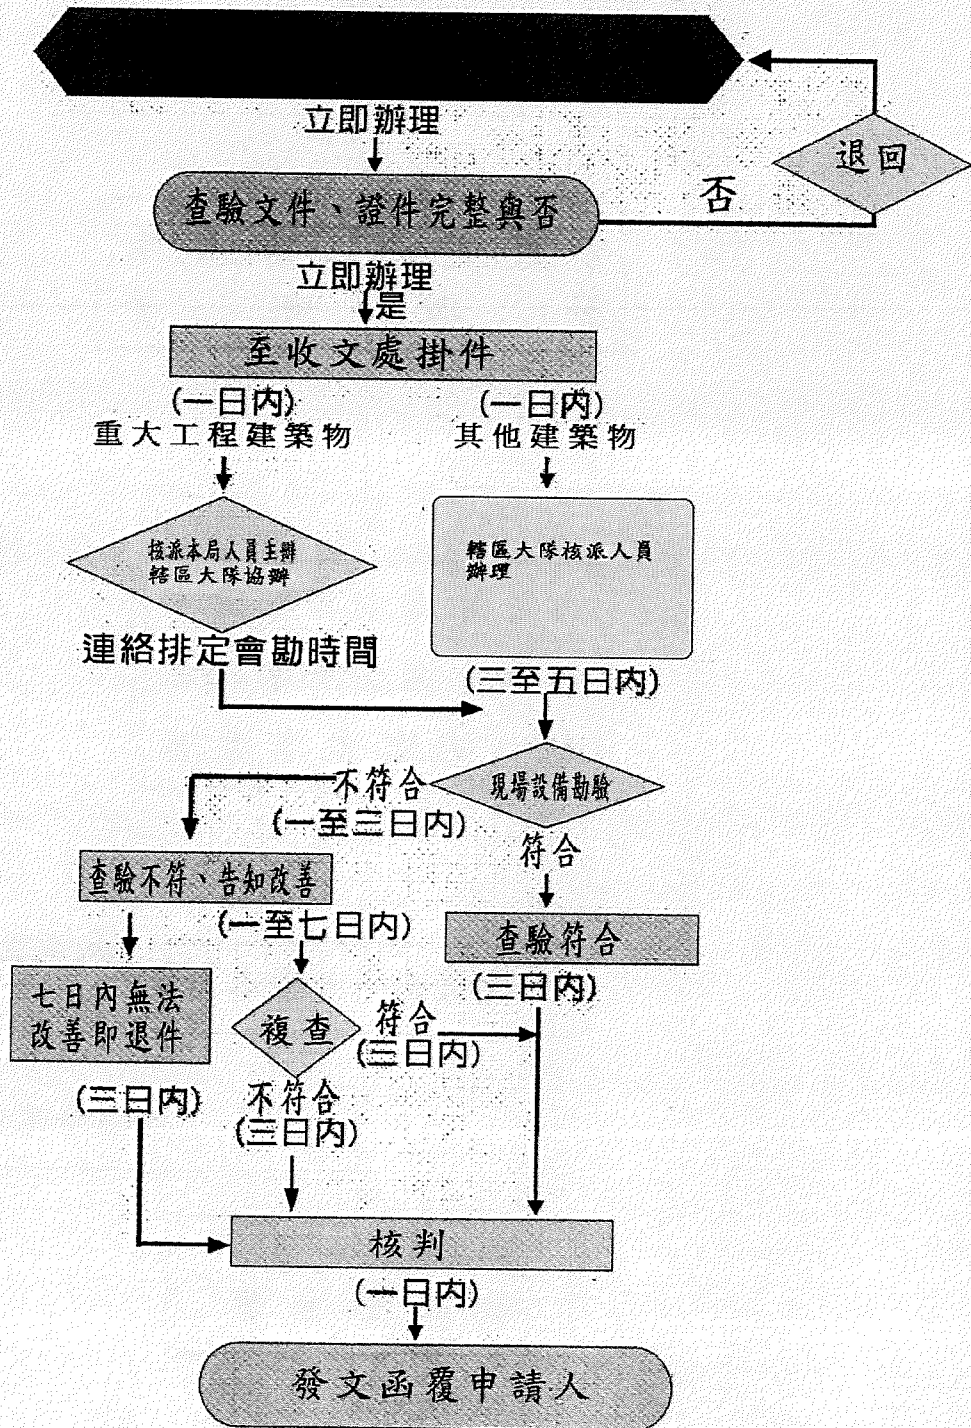 立即辦理
退回
查驗文件、證件完整與否
否
立即辦理
是
至收文處掛件
(一日內)
重大工程建築物
(一日內)
其他建築物
核派本局人員主辦
轄區大隊協辦
轄區大隊核派人員
辦理
連絡排定會勘時間
(三至五日內)
現場設備勘驗
不符合
(一至三日內)
符合
查驗不符、告知改善
(一至七日內)
查驗符合
(三日內)
七日內無法
改善即退件
複查
符合
(三日內)
(三日內)
不符合
(三日內)
核判
(一日內)
發文函覆申請人